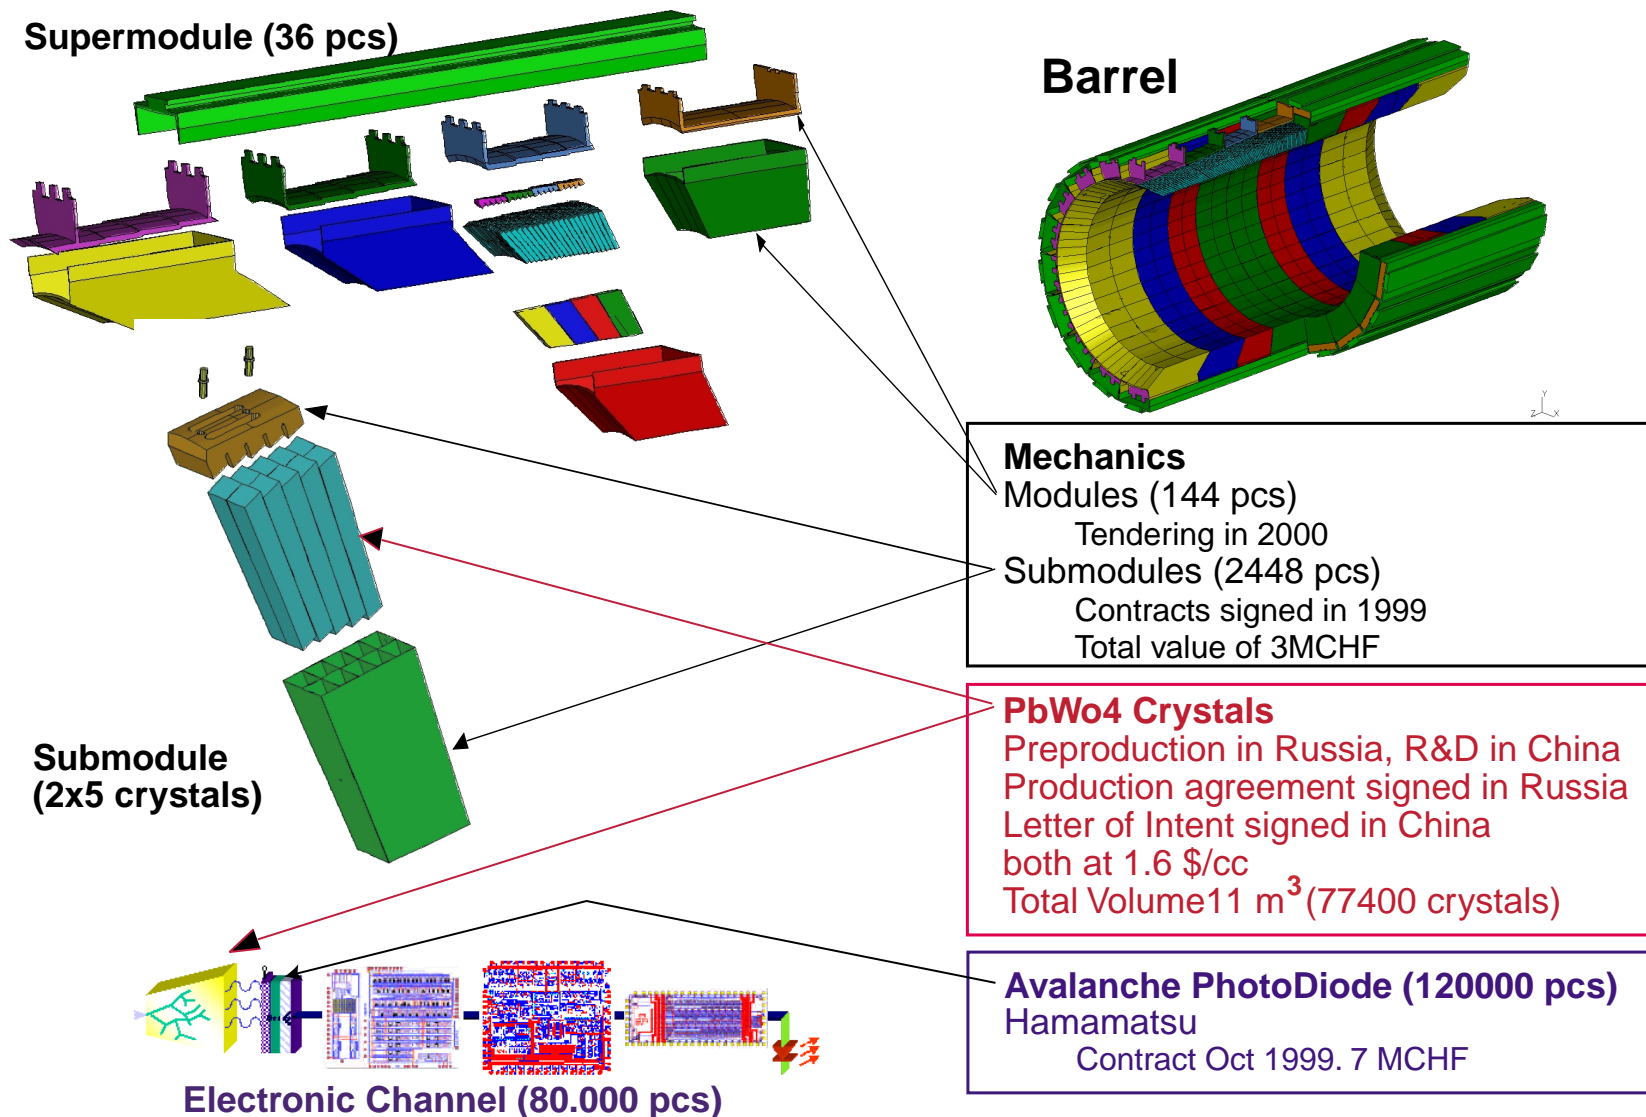 Supermodule (36 pcs)
Barrel
Y
Z X
Mechanics
Modules (144 pcs)
Tendering in 2000
Submodules (2448 pcs)
Contracts signed in 1999
Total value of 3MCHF
PbWo4 Crystals
Preproduction in Russia, R&D in China
Production agreement signed in Russia
Letter of Intent signed in China
both at 1.6 $/cc
Total Volume11 m³(77400 crystals)
Submodule
(2x5 crystals)
Avalanche PhotoDiode (120000 pcs)
Hamamatsu
Contract Oct 1999. 7 MCHF
Electronic Channel (80.000 pcs)